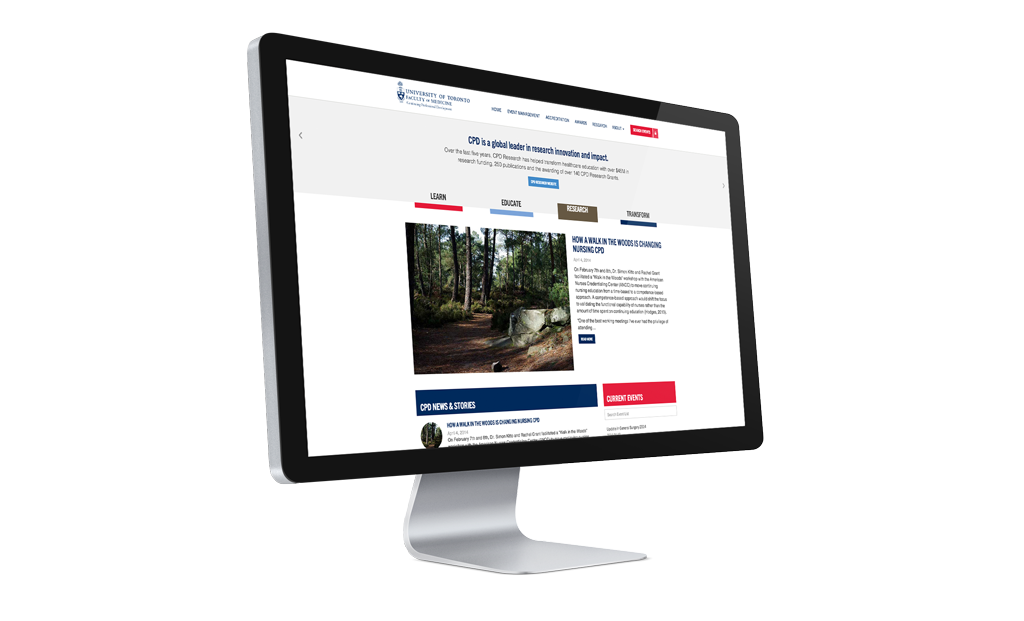 UNIVERSITY OF TORONTO
FACULTY OF MEDICINE
Continuing Professional Development
HOME EVENT MANAGEMENT ACCREDITATION AWARDS RESEARCH ABOUT
SEARCH EVENTS
CPD is a global leader in research innovation and impact.
Over the last five years, CPD Research has helped transform healthcare education with over $40M in
research funding, 253 publications and the awarding of over 140 CPD Research Grants.
CPD RESEARCH WEBSITE
LEARN
EDUCATE
RESEARCH
TRANSFORM
HOW A WALK IN THE WOODS IS CHANGING
NURSING CPD
April 4, 2014
On February 7th and 8th, Dr. Simon Kitto and Rachel Grant
facilitated a 'Walk in the Woods' workshop with the American
Nurses Credentialing Center (ANCC) to move continuing
nursing education from a time-based to a competence-based
approach. A competence-based approach would shift the focus
to validating the functional capability of nurses rather than the
amount of time spent on continuing education (Hodges, 2010).
"One of the best working meetings I've ever had the privilege of
attending ...
READ MORE
CPD NEWS & STORIES
CURRENT EVENTS
HOW A WALK IN THE WOODS IS CHANGING NURSING CPD
April 4, 2014
On February 7th and 8th, Dr. Simon Kitto and Rachel Grant facilitated a 'Walk in the Woods'
Update in General Surgery 2014